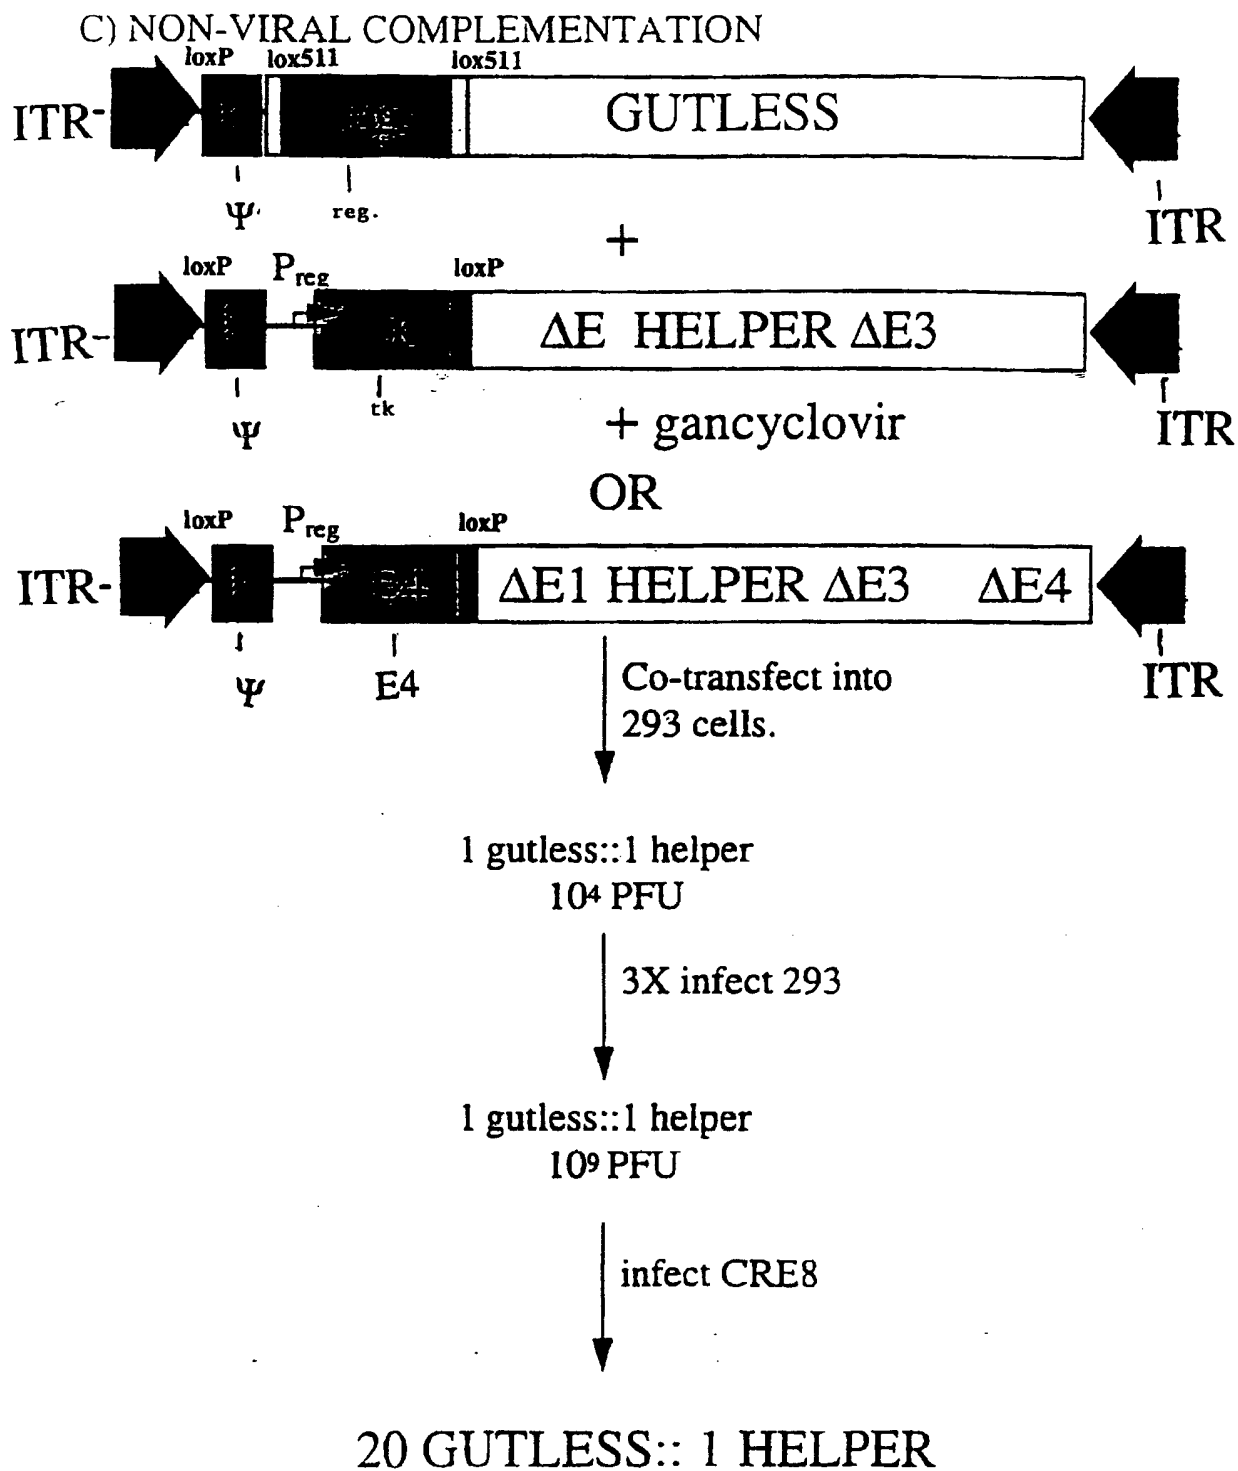 C) NON-VIRAL COMPLEMENTATION
loxP lox511 lox511
ITR- GUTLESS
Ψ reg. ITR
+
loxP Preg loxP
ITR- ΔE HELPER ΔE3
Ψ tk ITR
+ gancyclovir
OR
loxP Preg loxP
ITR- ΔE1 HELPER ΔE3 ΔE4
Ψ E4 ITR
Co-transfect into
293 cells.
1 gutless::1 helper
10⁴ PFU
3X infect 293
1 gutless::1 helper
10⁹ PFU
infect CRE8
20 GUTLESS:: 1 HELPER